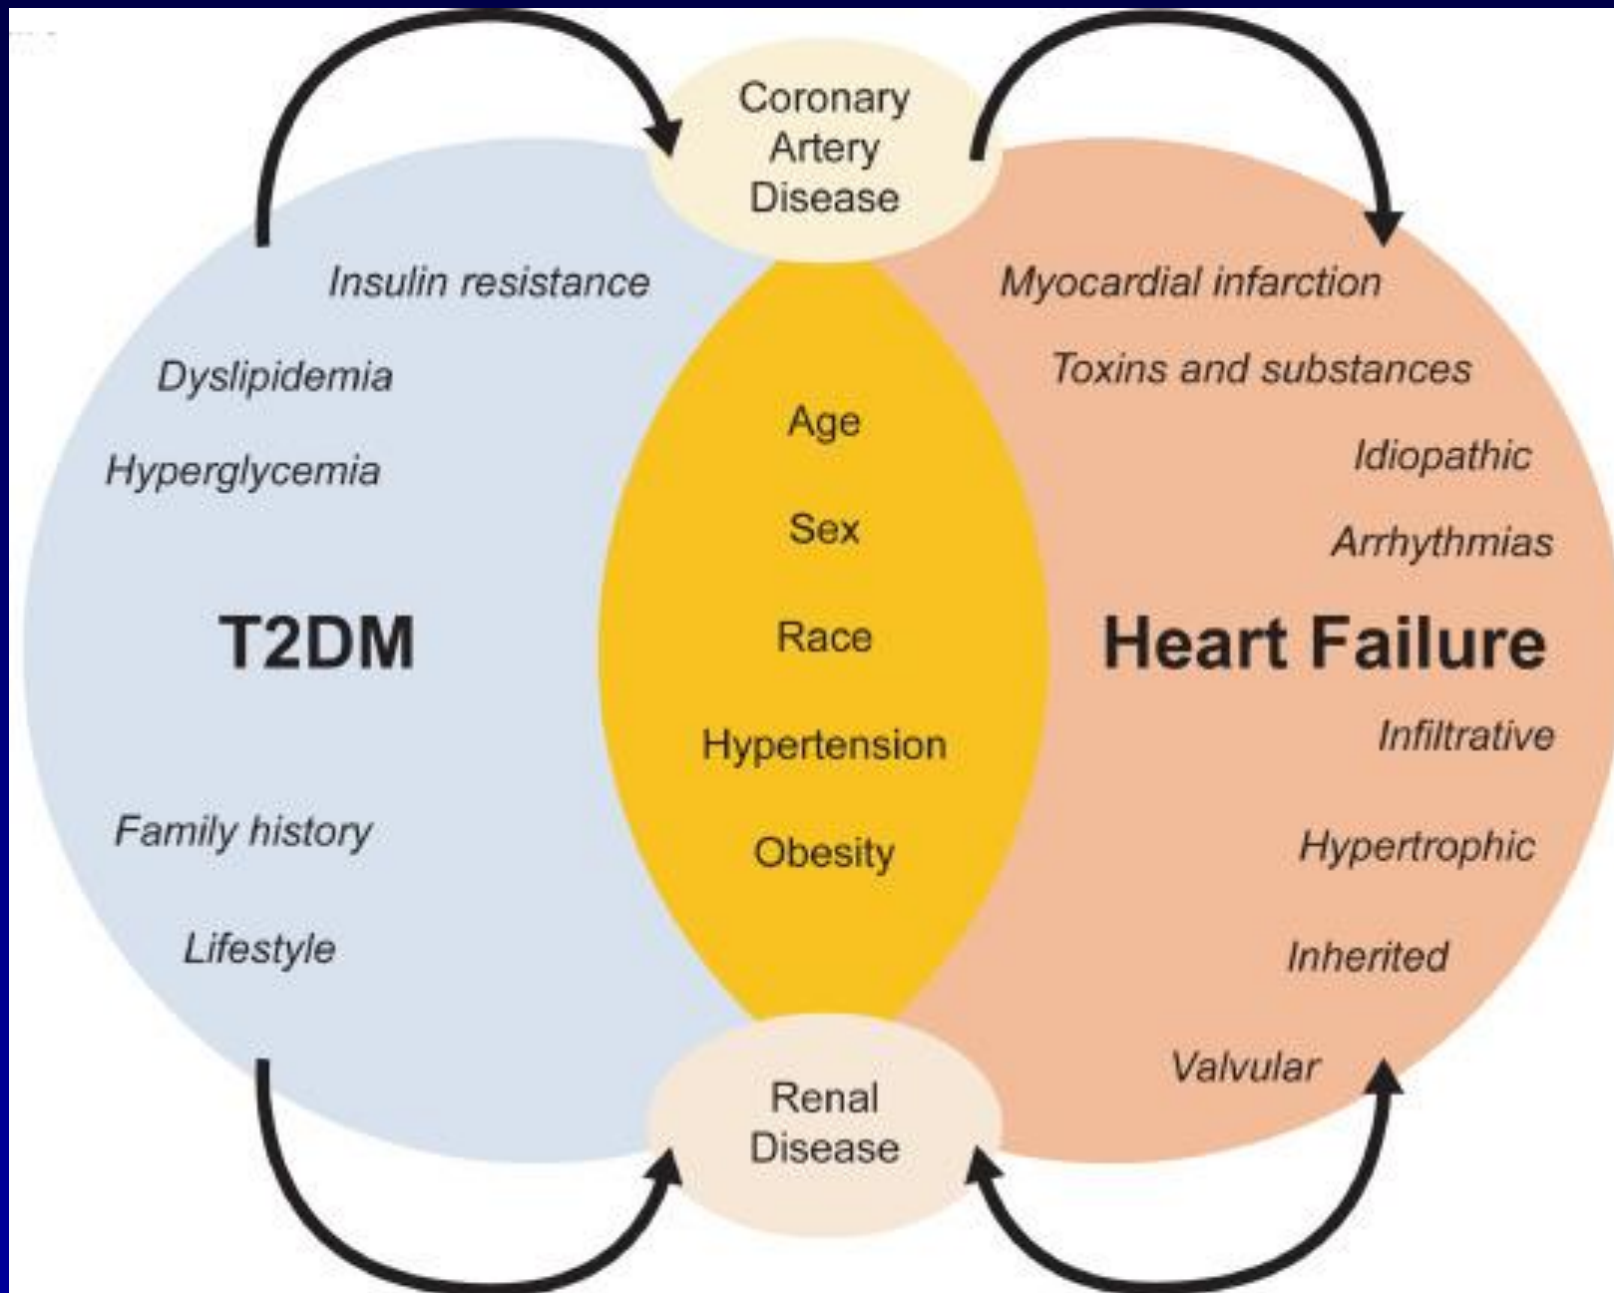 Coronary
Artery
Disease
Insulin resistance
Myocardial infarction
Dyslipidemia
Toxins and substances
Age
Hyperglycemia
Idiopathic
Sex
Arrhythmias
T2DM
Race
Heart Failure
Hypertension
Infiltrative
Family history
Obesity
Hypertrophic
Lifestyle
Inherited
Valvular
Renal
Disease